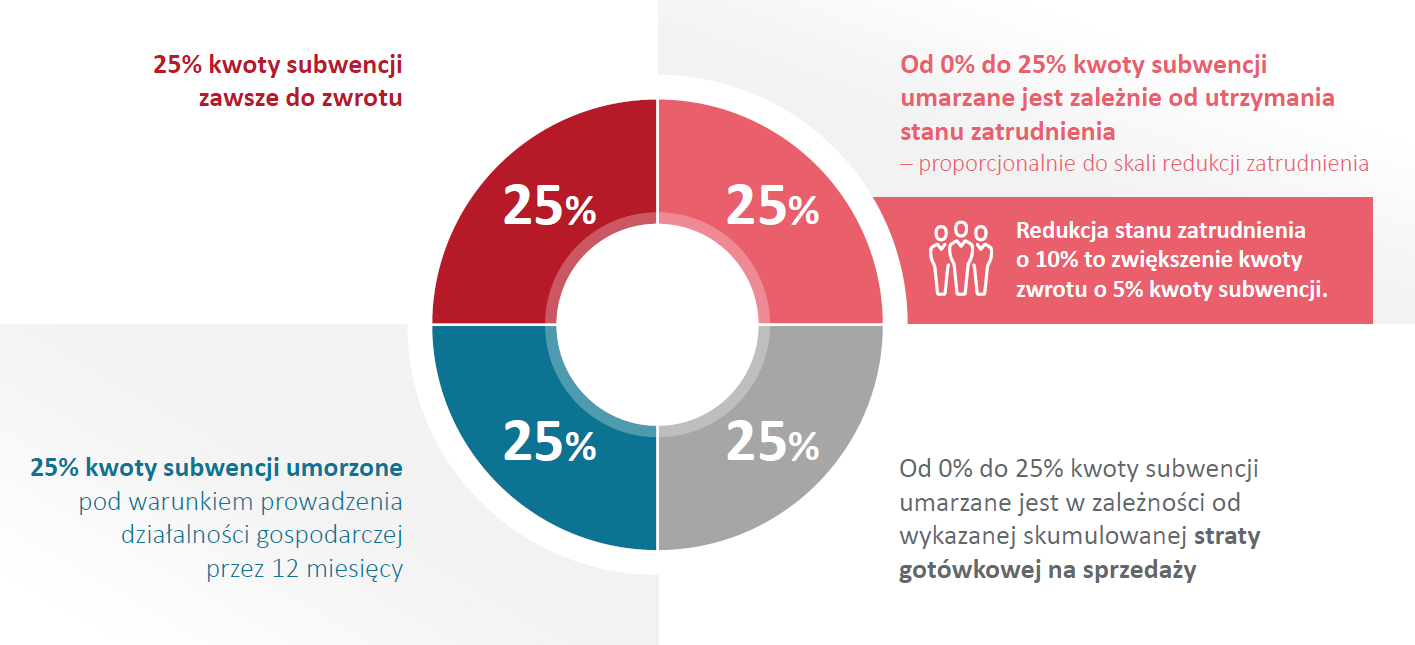 25% kwoty subwencji
zawsze do zwrotu
Od 0% do 25% kwoty subwencji
umarzane jest zależnie od utrzymania
stanu zatrudnienia
– proporcjonalnie do skali redukcji zatrudnienia
25%
25%
Redukcja stanu zatrudnienia
o 10% to zwiększenie kwoty
zwrotu o 5% kwoty subwencji.
25%
25%
25% kwoty subwencji umorzone
pod warunkiem prowadzenia
działalności gospodarczej
przez 12 miesięcy
Od 0% do 25% kwoty subwencji
umarzane jest w zależności od
wykazanej skumulowanej straty
gotówkowej na sprzedaży